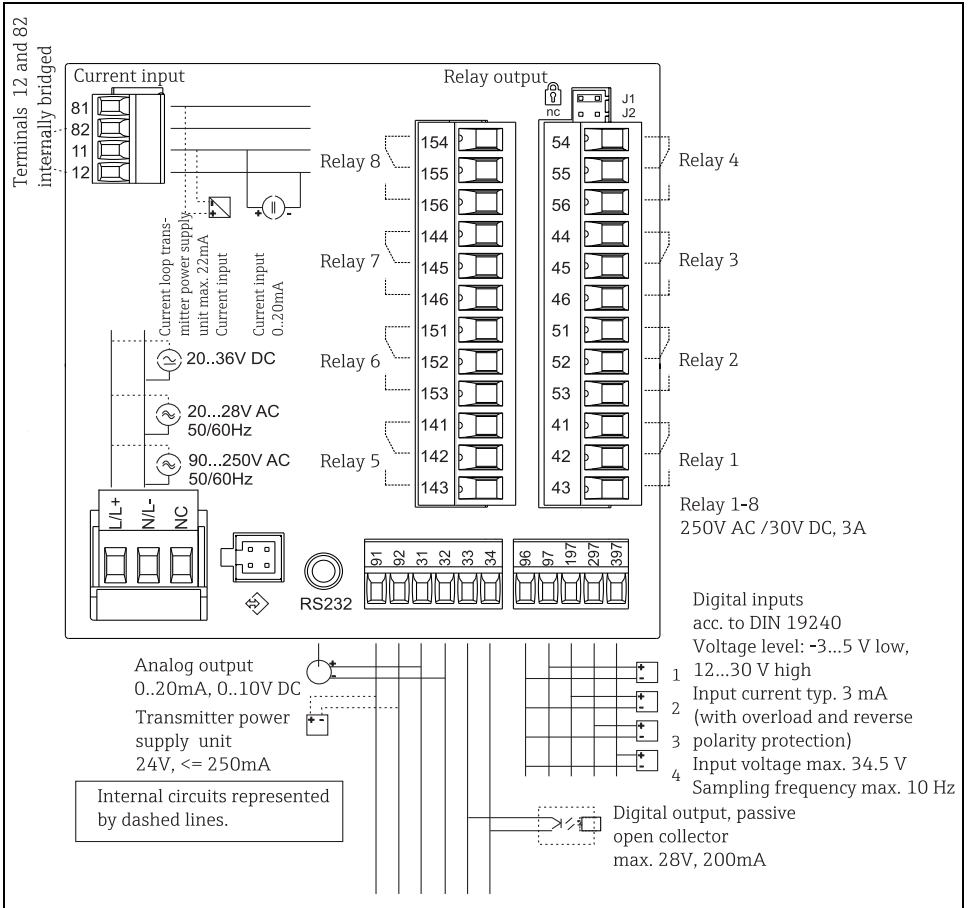 Terminals 12 and 82
internally bridged
Current input
81
82
11
12
Current loop trans-
mitter power supply
unit max. 22mA
Current input
Current input
0..20mA
20..36V DC
20...28V AC
50/60Hz
90...250V AC
50/60Hz
L/L+
N/L-
NC
RS232
Relay output
nc
J1
J2
Relay 8
154
155
156
Relay 7
144
145
146
Relay 6
151
152
153
Relay 5
141
142
143
54
55
56
Relay 4
44
45
46
Relay 3
51
52
53
Relay 2
41
42
43
Relay 1
Relay 1-8
250V AC /30V DC, 3A
91
92
31
32
33
34
96
97
197
297
397
Analog output
0..20mA, 0..10V DC
+
-
Transmitter power
supply unit
24V, <= 250mA
+ -
Internal circuits represented
by dashed lines.
Digital inputs
acc. to DIN 19240
Voltage level: -3...5 V low,
12...30 V high
Input current typ. 3 mA
(with overload and reverse
polarity protection)
Input voltage max. 34.5 V
Sampling frequency max. 10 Hz
1
2
3
4
Digital output, passive
open collector
max. 28V, 200mA